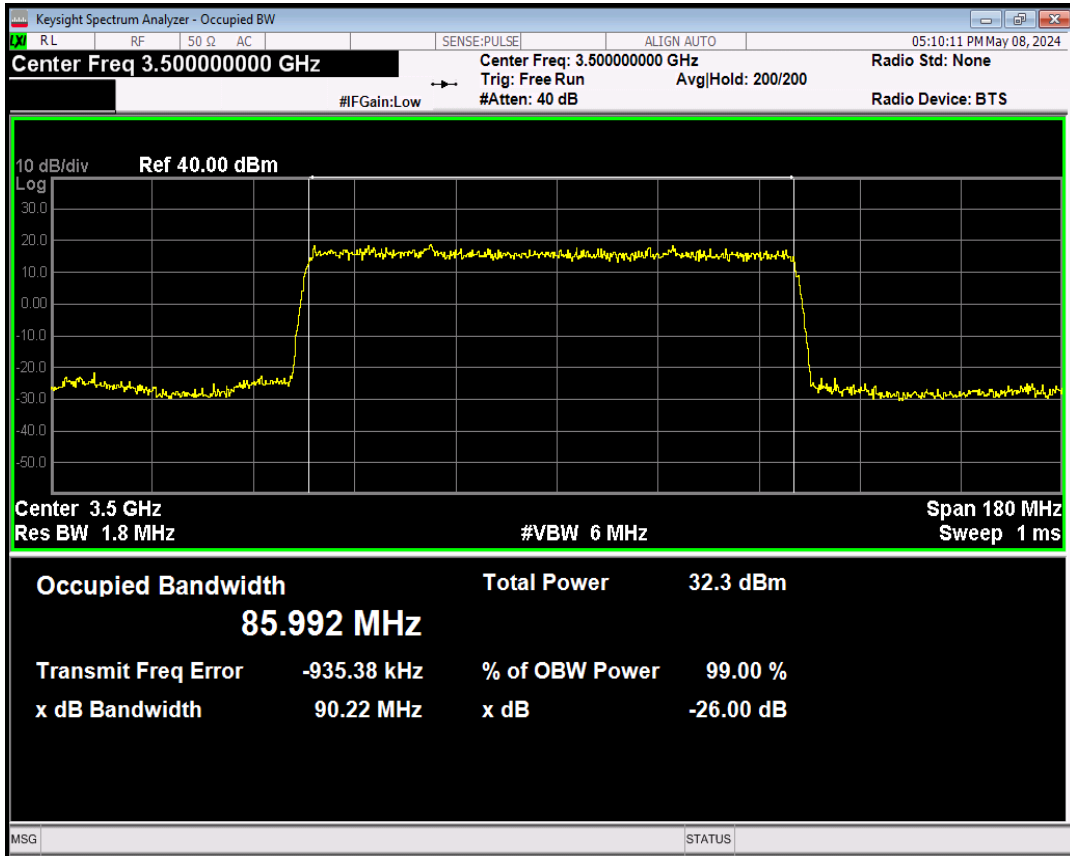 Keysight Spectrum Analyzer - Occupied BW
LXI RL RF 50 Ω AC SENSE:PULSE ALIGN AUTO 05:10:11 PM May 08, 2024
Center Freq 3.500000000 GHz Center Freq: 3.500000000 GHz Radio Std: None
Trig: Free Run Avg|Hold: 200/200
#IFGain:Low #Atten: 40 dB Radio Device: BTS
10 dB/div Ref 40.00 dBm
Log
30.0
20.0
10.0
0.00
-10.0
-20.0
-30.0
-40.0
-50.0
Center 3.5 GHz Span 180 MHz
Res BW 1.8 MHz #VBW 6 MHz Sweep 1 ms
Occupied Bandwidth Total Power 32.3 dBm
85.992 MHz
Transmit Freq Error -935.38 kHz % of OBW Power 99.00 %
x dB Bandwidth 90.22 MHz x dB -26.00 dB
MSG STATUS